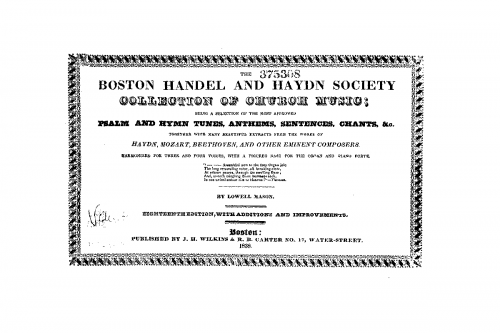 THE 375358
BOSTON HANDEL AND HAYDN SOCIETY
COLLECTION OF CHURCH MUSIC;
BEING A SELECTION OF THE MOST APPROVED
PSALM AND HYMN TUNES, ANTHEMS, SENTENCES, CHANTS, &c.
TOGETHER WITH MANY BEAUTIFUL EXTRACTS FROM THE WORKS OF
HAYDN, MOZART, BEETHOVEN, AND OTHER EMINENT COMPOSERS.
HARMONIZED FOR THREE AND FOUR VOICES, WITH A FIGURED BASE FOR THE ORGAN AND PIANO FORTE.
BY LOWELL MASON.
EIGHTEENTH EDITION, WITH ADDITIONS AND IMPROVEMENTS.
Boston:
PUBLISHED BY J. H. WILKINS & R. B. CARTER NO. 17, WATER-STREET.